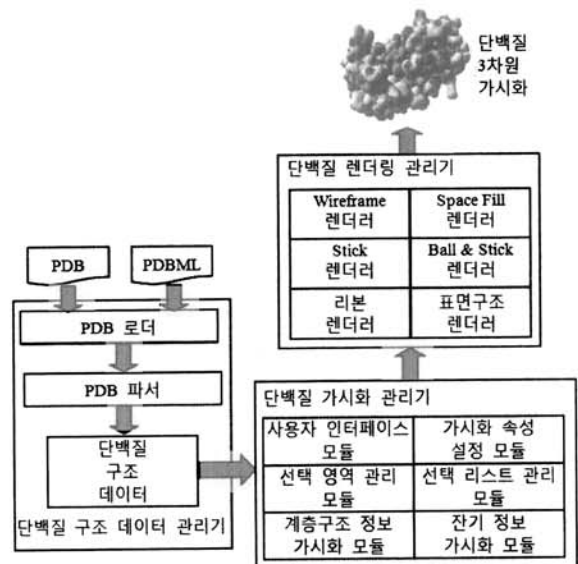 단백질
3차원
가시화
단백질 렌더링 관리기
Wireframe
렌더러
Space Fill
렌더러
Stick
렌더러
Ball & Stick
렌더러
리본
렌더러
표면구조
렌더러
PDB
PDBML
PDB 로더
PDB 파서
단백질
구조
데이터
단백질 구조 데이터 관리기
단백질 가시화 관리기
사용자 인터페이스
모듈
가시화 속성
설정 모듈
선택 영역 관리
모듈
선택 리스트 관리
모듈
계층구조 정보
가시화 모듈
잔기 정보
가시화 모듈